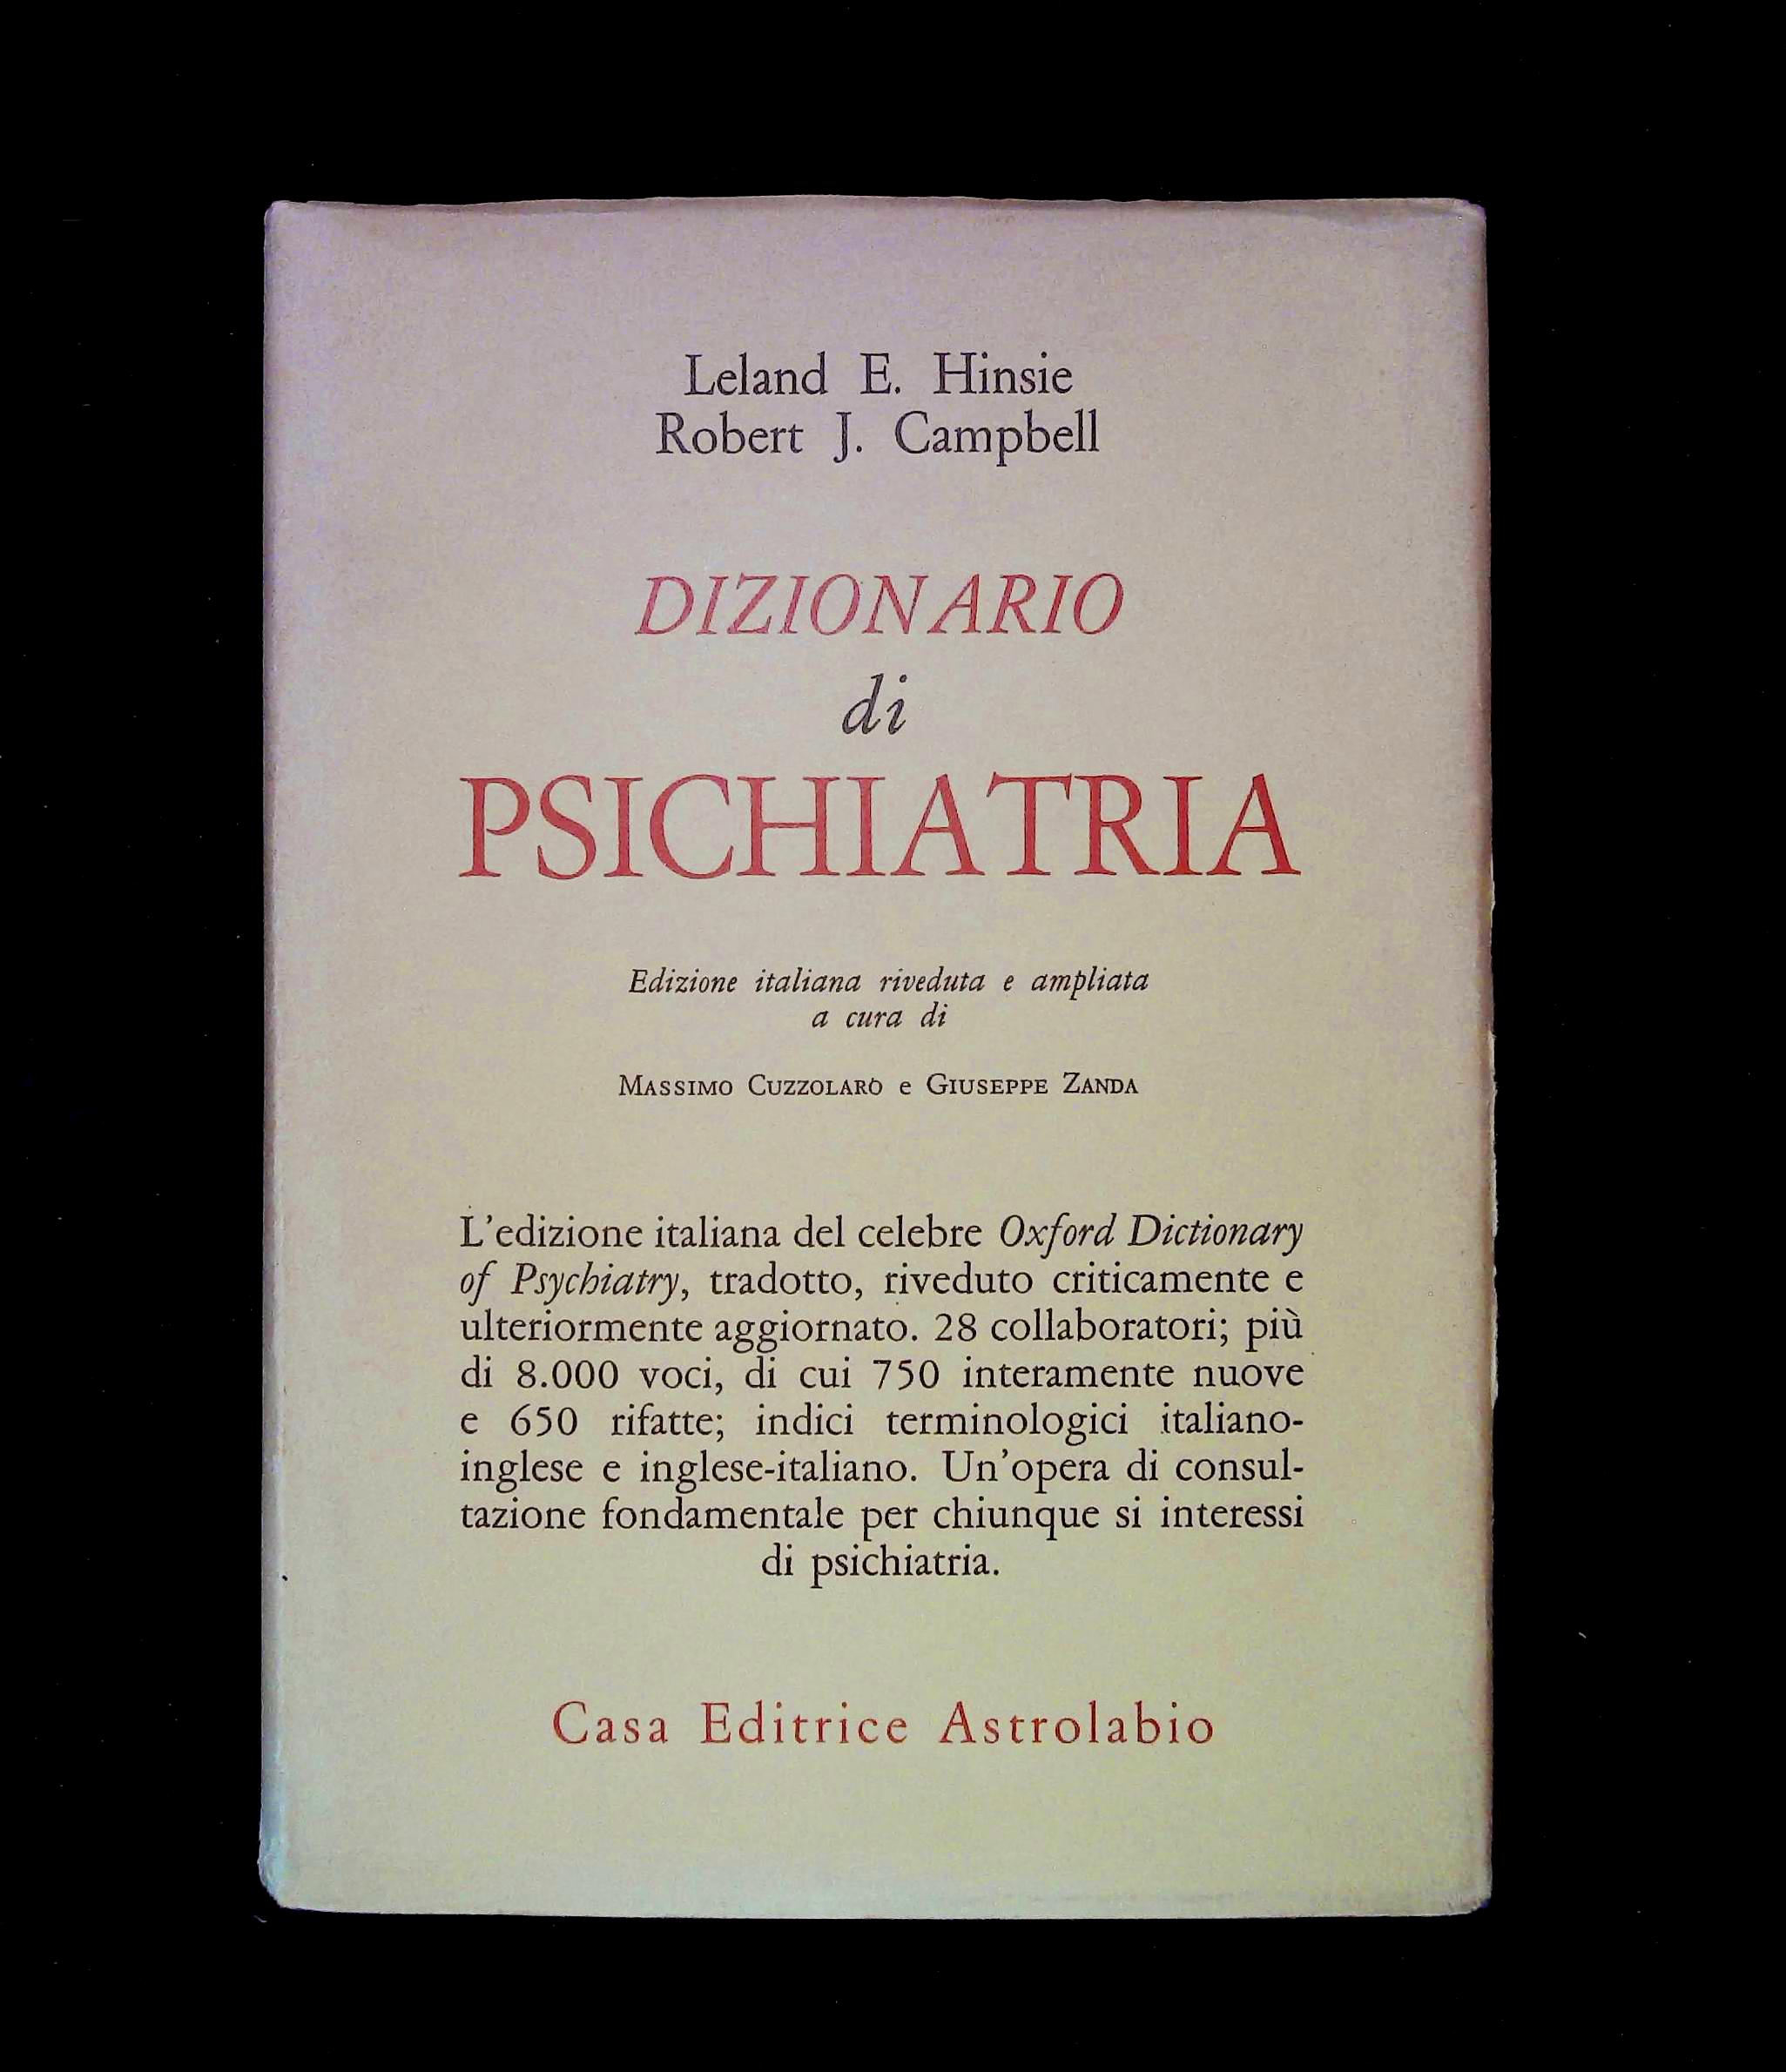 Leland E. Hinsie
Robert J. Campbell
DIZIONARIO
di
PSICHIATRIA
Edizione italiana riveduta e ampliata
a cura di
MASSIMO CUZZOLARO e GIUSEPPE ZANDA
L'edizione italiana del celebre Oxford Dictionary
of Psychiatry, tradotto, riveduto criticamente e
ulteriormente aggiornato. 28 collaboratori; più
di 8.000 voci, di cui 750 interamente nuove
e 650 rifatte; indici terminologici italiano-
inglese e inglese-italiano. Un'opera di consul-
tazione fondamentale per chiunque si interessi
di psichiatria.
Casa Editrice Astrolabio